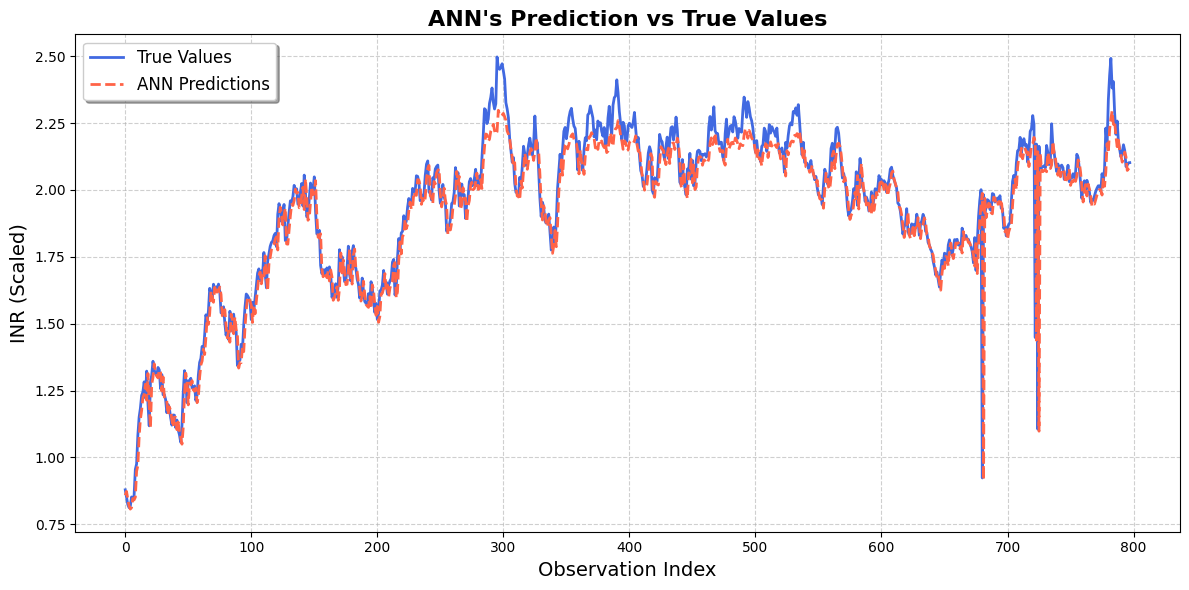 ANN's Prediction vs True Values
True Values
ANN Predictions
INR (Scaled)
2.50
2.25
2.00
1.75
1.50
1.25
1.00
0.75
0 100 200 300 400 500 600 700 800
Observation Index